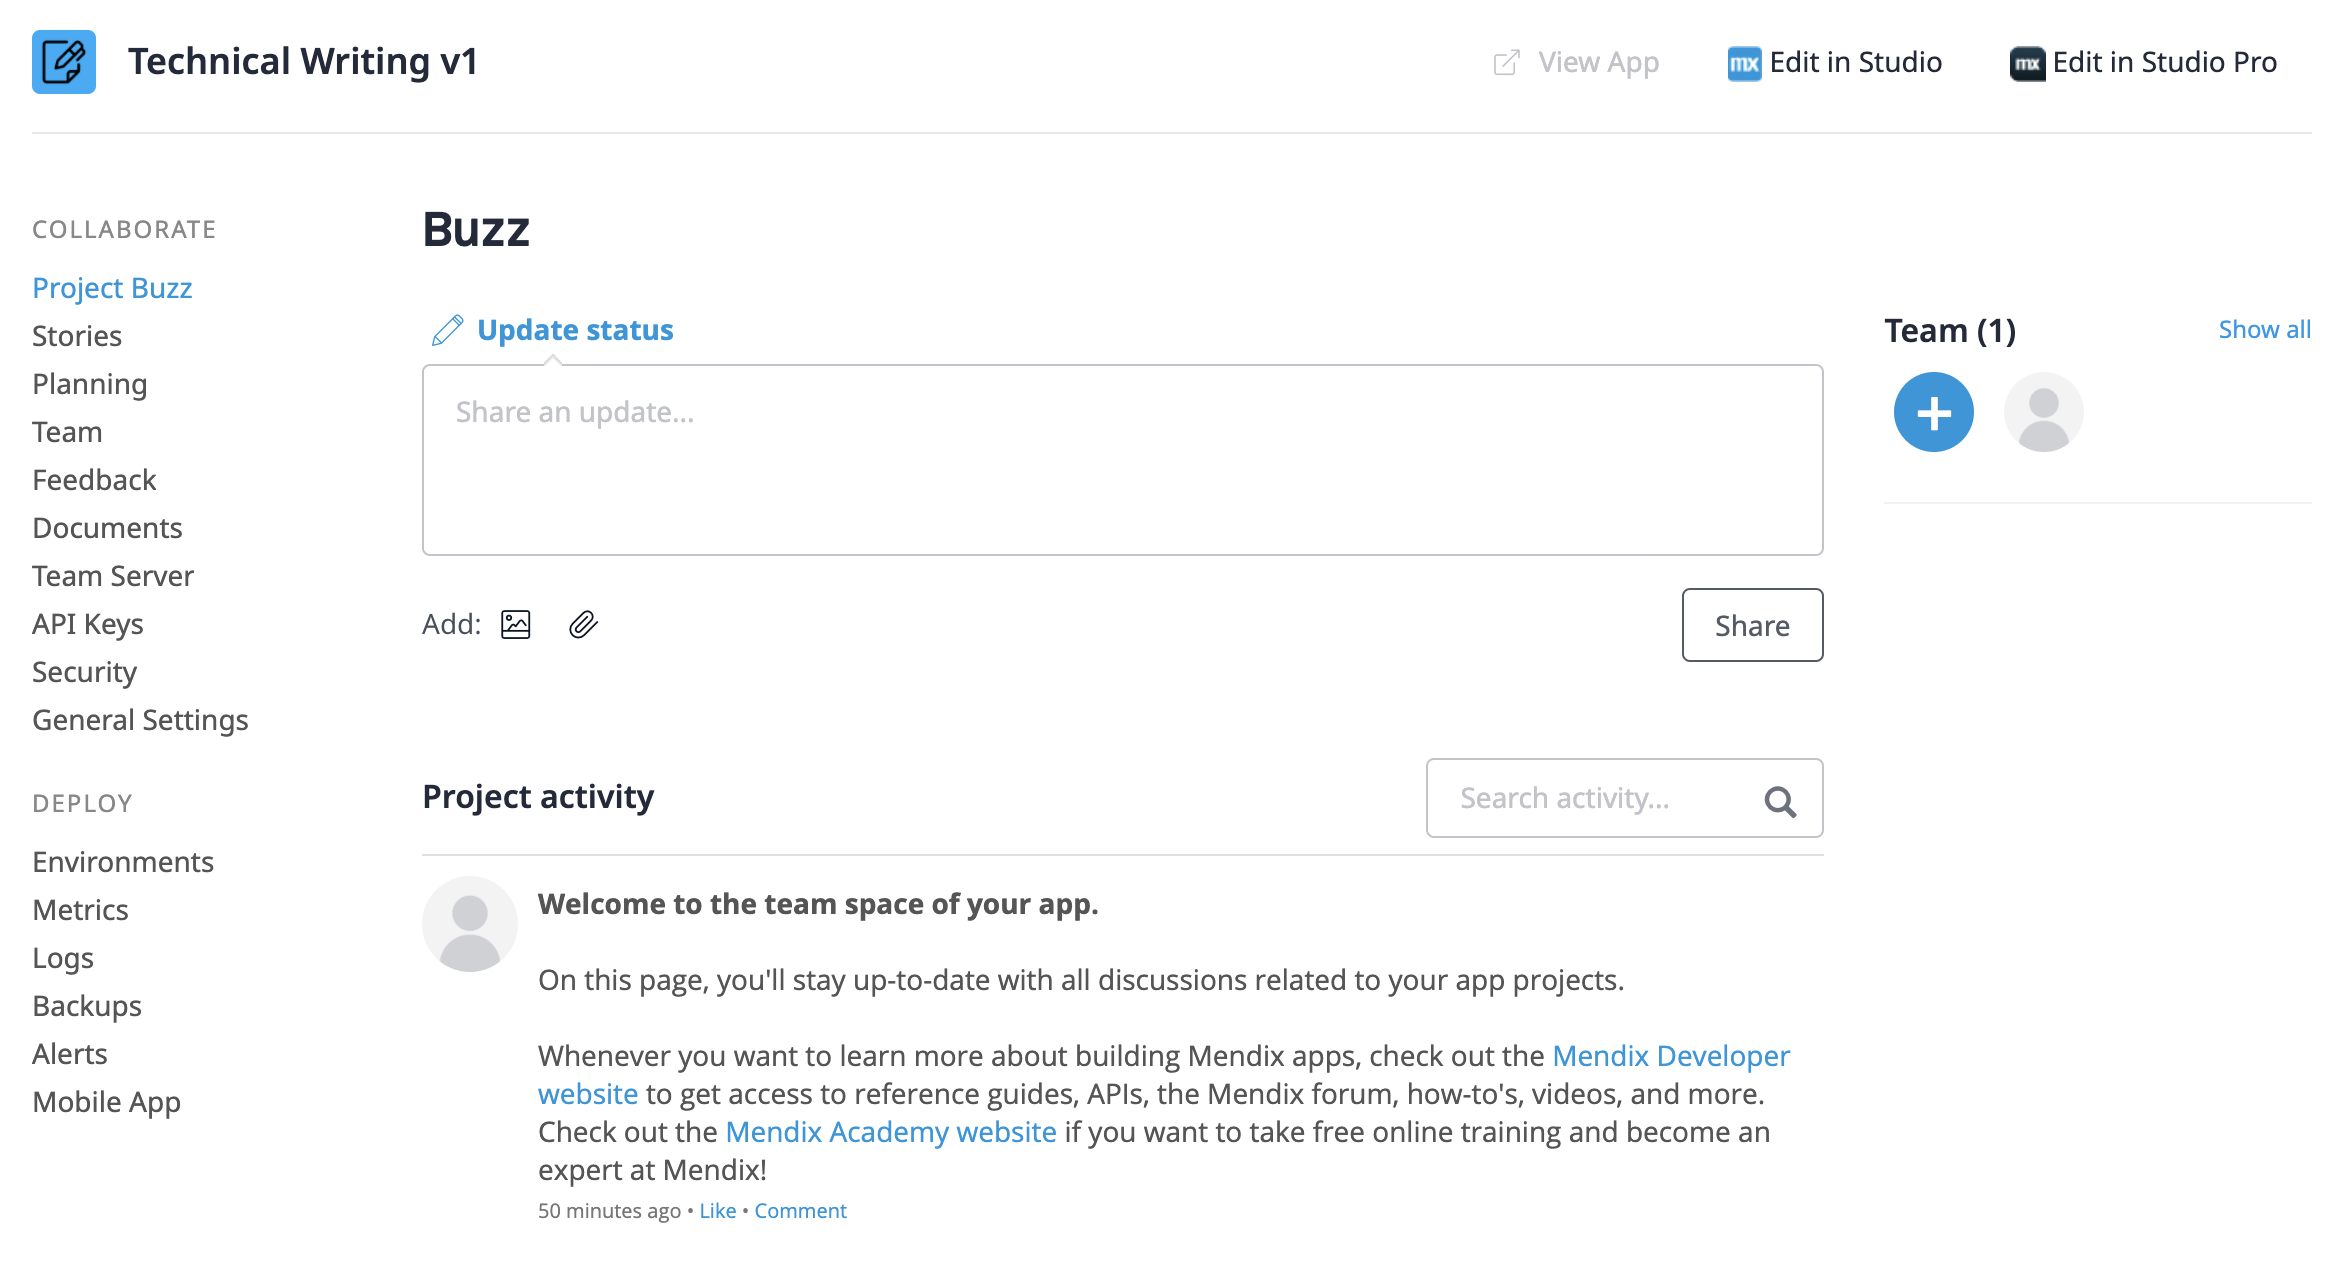 Technical Writing v1
View App
mx Edit in Studio
mx Edit in Studio Pro
COLLABORATE
Project Buzz
Stories
Planning
Team
Feedback
Documents
Team Server
API Keys
Security
General Settings
DEPLOY
Environments
Metrics
Logs
Backups
Alerts
Mobile App
Buzz
Update status
Share an update...
Add:
Share
Project activity
Search activity...
Welcome to the team space of your app.
On this page, you'll stay up-to-date with all discussions related to your app projects.
Whenever you want to learn more about building Mendix apps, check out the Mendix Developer
website to get access to reference guides, APIs, the Mendix forum, how-to's, videos, and more.
Check out the Mendix Academy website if you want to take free online training and become an
expert at Mendix!
50 minutes ago • Like • Comment
Team (1)
Show all